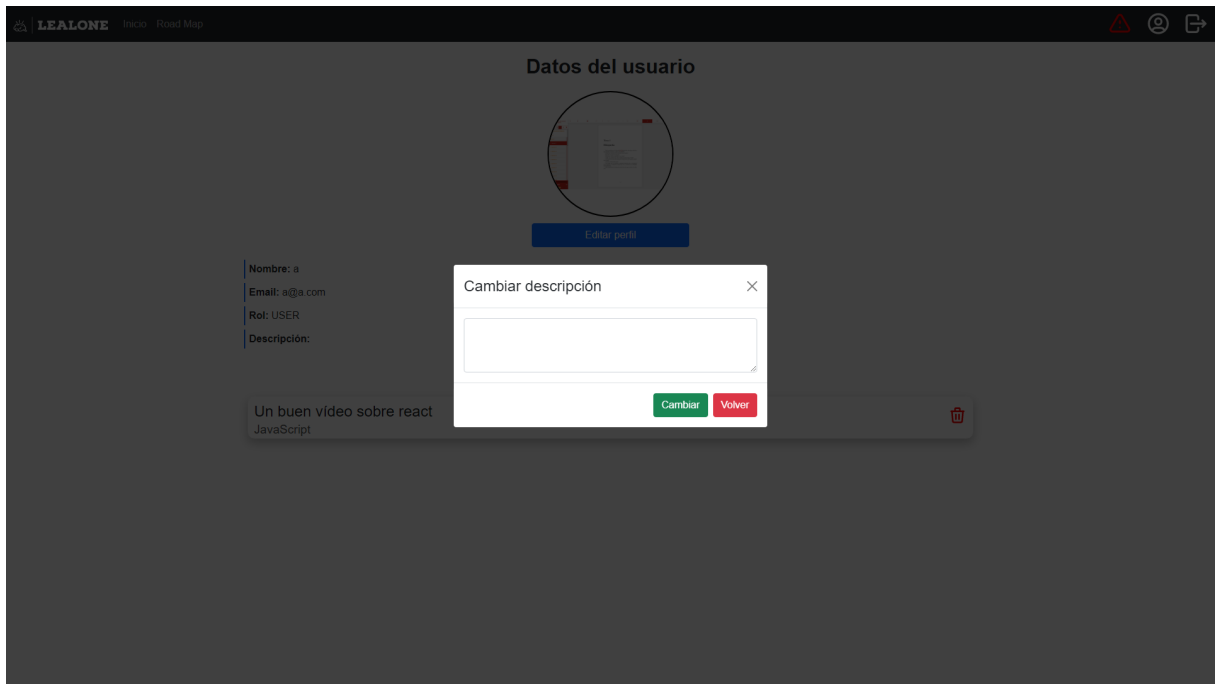 LEALONE Inicio Road Map
Datos del usuario
Editar perfil
Nombre: a
Email: a@a.com
Rol: USER
Descripción:
Cambiar descripción
Cambiar Volver
Un buen vídeo sobre react
JavaScript